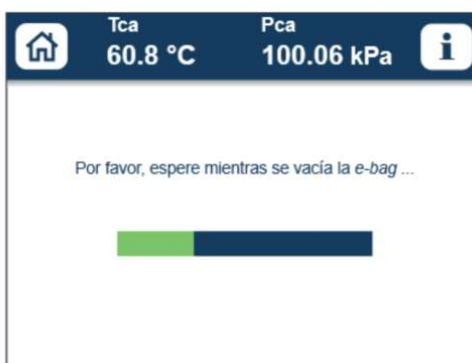 Tca Pca
60.8 °C 100.06 kPa
i
Por favor, espere mientras se vacía la e-bag ...